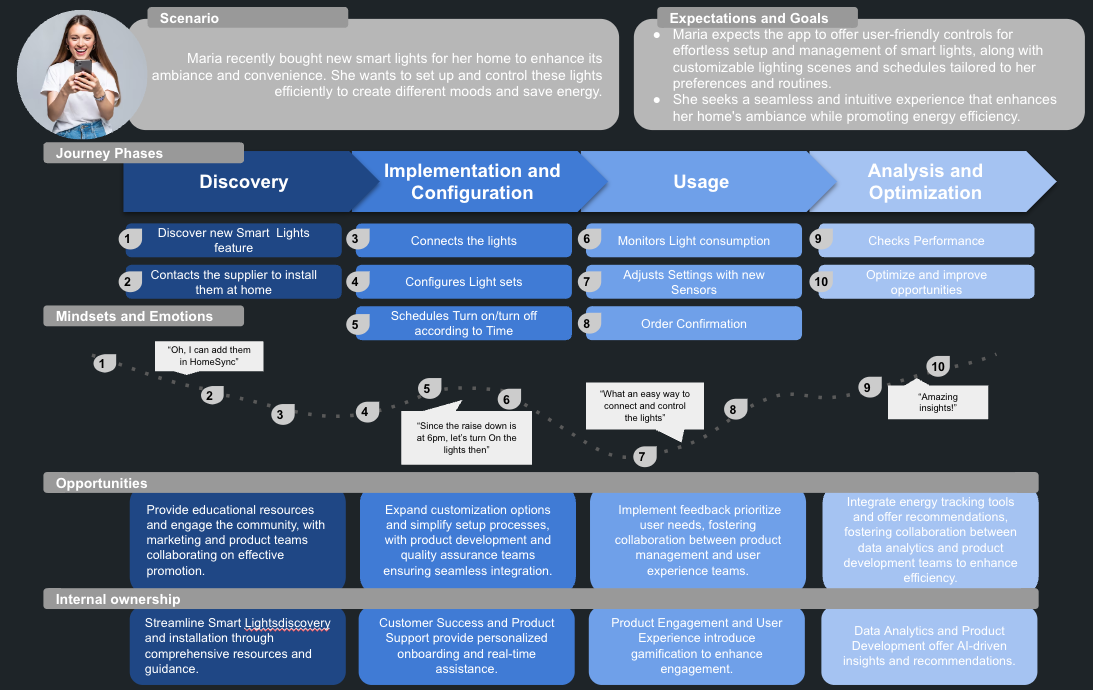 Scenario
Maria recently bought new smart lights for her home to enhance its
ambiance and convenience. She wants to set up and control these lights
efficiently to create different moods and save energy.
Expectations and Goals
● Maria expects the app to offer user-friendly controls for
effortless setup and management of smart lights, along with
customizable lighting scenes and schedules tailored to her
preferences and routines.
● She seeks a seamless and intuitive experience that enhances
her home's ambiance while promoting energy efficiency.
Journey Phases
Discovery
Implementation and
Configuration
Usage
Analysis and
Optimization
1
Discover new Smart Lights
feature
2
Contacts the supplier to install
them at home
3
Connects the lights
4
Configures Light sets
5
Schedules Turn on/turn off
according to Time
6
Monitors Light consumption
7
Adjusts Settings with new
Sensors
8
Order Confirmation
9
Checks Performance
10
Optimize and improve
opportunities
Mindsets and Emotions
1
“Oh, I can add them
in HomeSync”
2
3
4
5
“Since the raise down is
at 6pm, let’s turn On the
lights then”
6
“What an easy way to
connect and control
the lights”
7
8
9
10
“Amazing
insights!”
Opportunities
Provide educational resources
and engage the community, with
marketing and product teams
collaborating on effective
promotion.
Expand customization options
and simplify setup processes,
with product development and
quality assurance teams
ensuring seamless integration.
Implement feedback prioritize
user needs, fostering
collaboration between product
management and user
experience teams.
Integrate energy tracking tools
and offer recommendations,
fostering collaboration between
data analytics and product
development teams to enhance
efficiency.
Internal ownership
Streamline Smart Lightsdiscovery
and installation through
comprehensive resources and
guidance.
Customer Success and Product
Support provide personalized
onboarding and real-time
assistance.
Product Engagement and User
Experience introduce
gamification to enhance
engagement.
Data Analytics and Product
Development offer AI-driven
insights and recommendations.